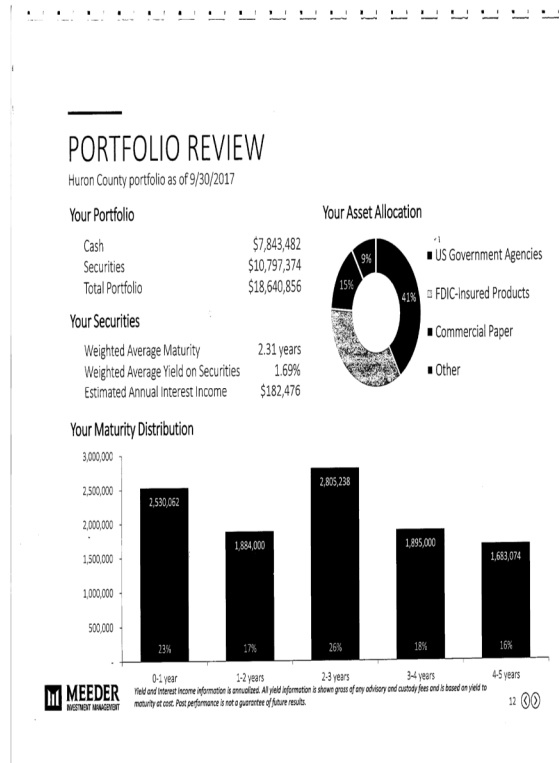 PORTFOLIO REVIEW
Huron County portfolio as of 9/30/2017
Your Portfolio
Cash $7,843,482
Securities $10,797,374
Total Portfolio $18,640,856
Your Securities
Weighted Average Maturity 2.31 years
Weighted Average Yield on Securities 1.69%
Estimated Annual Interest Income $182,476
Your Asset Allocation
9%
15%
41%
US Government Agencies
FDIC-Insured Products
Commercial Paper
Other
Your Maturity Distribution
3,000,000
2,500,000
2,000,000
1,500,000
1,000,000
500,000
-
2,530,062
1,884,000
2,805,238
1,895,000
1,683,074
23% 17% 26% 18% 16%
0-1 year 1-2 years 2-3 years 3-4 years 4-5 years
MEEDER
INVESTMENT MANAGEMENT
Yield and Interest Income information is annualized. All yield information is shown gross of any advisory and custody fees and is based on yield to
maturity at cost. Past performance is not a guarantee of future results.
12